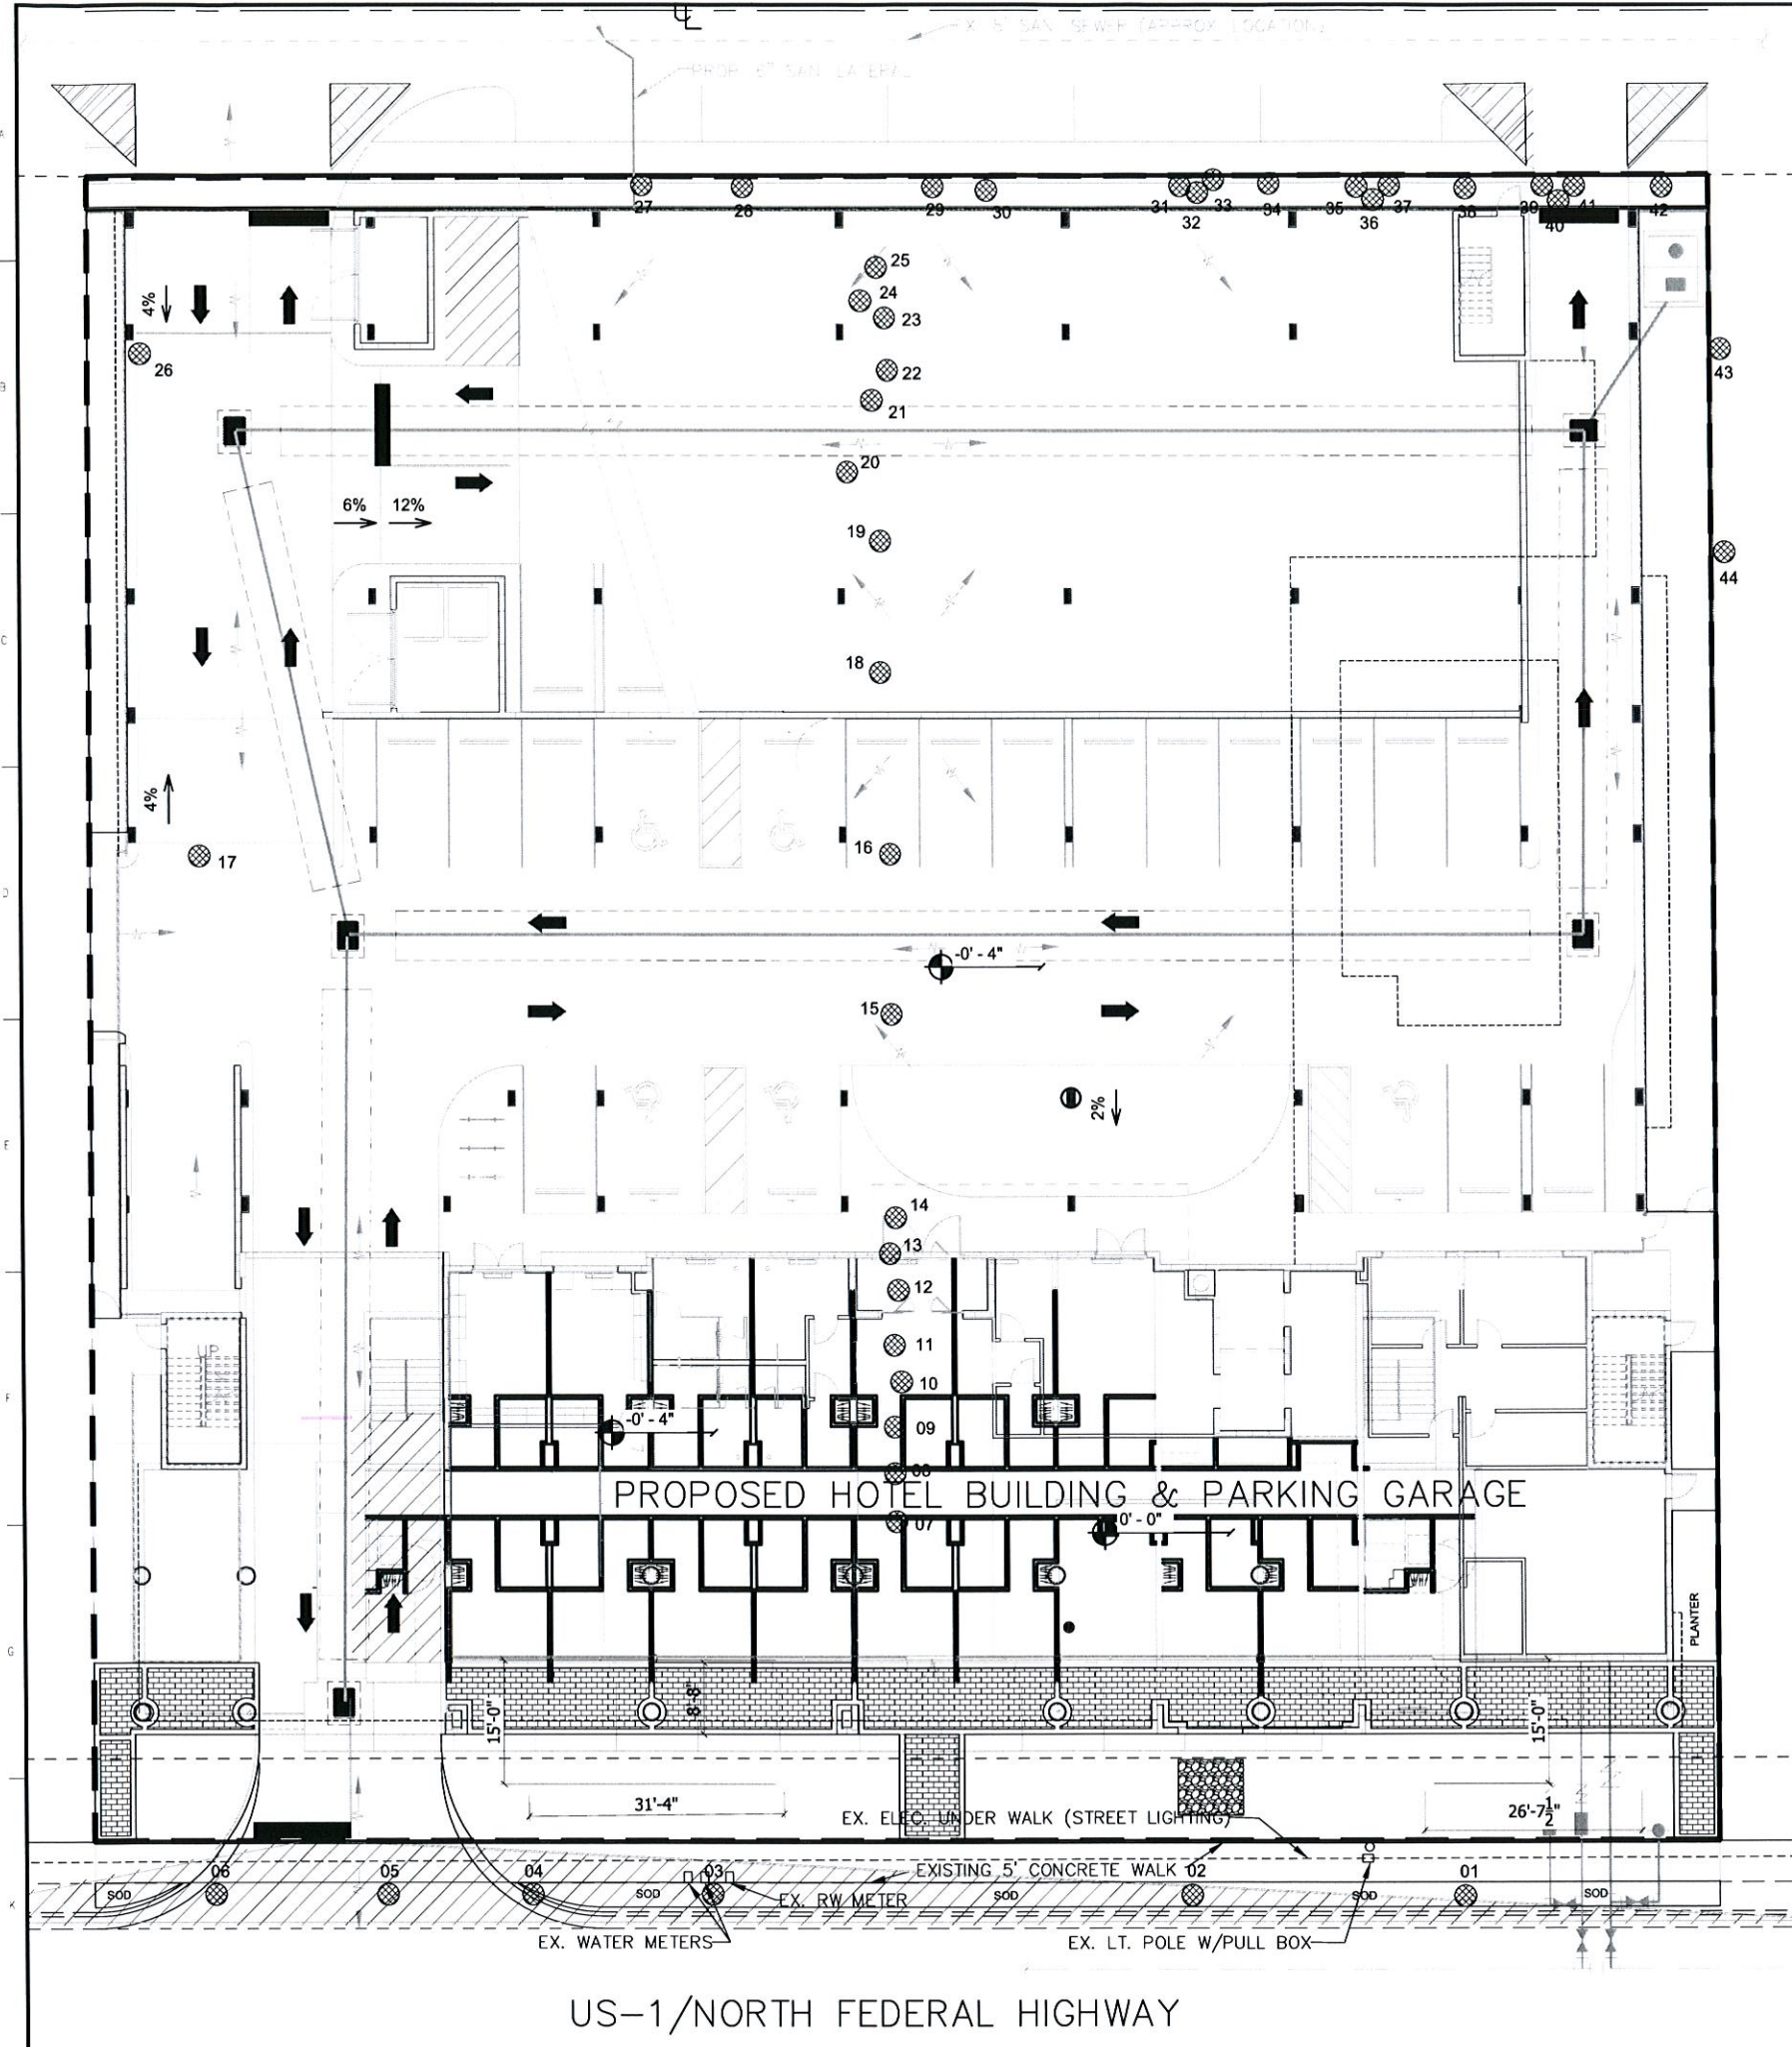 EX. 8" SAN. SEWER (APPROX. LOCATION)
PROP. 6" SAN. LATERAL
A
27
28
29
30
31
32
33
34
35
36
37
38
39
40
41
42
25
24
23
4%
26
22
21
43
B
20
6% 12%
19
44
18
C
4%
16
17
D
-0' - 4"
15
2%
E
14
13
12
11
UP
10
F
-0' - 4"
09
08
PROPOSED HOTEL BUILDING & PARKING GARAGE
07
0' - 0"
PLANTER
G
15'-0"
8'-8"
15'-0"
31'-4"
26'-7½"
EX. ELEC. UNDER WALK (STREET LIGHTING)
06
05
04
03
EXISTING 5' CONCRETE WALK
02
01
SOD
SOD
SOD
SOD
SOD
EX. RW METER
K
EX. WATER METERS
EX. LT. POLE W/PULL BOX
US-1/NORTH FEDERAL HIGHWAY